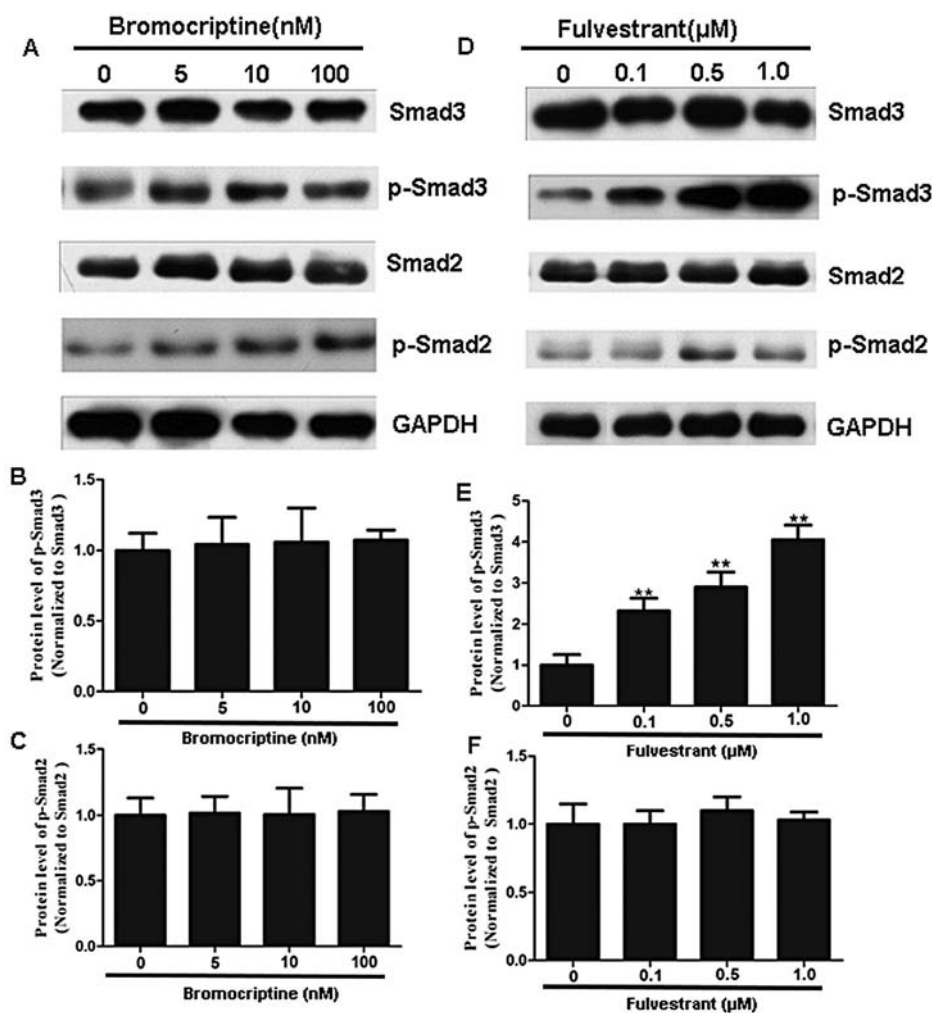 A
Bromocriptine(nM)
0 5 10 100
Smad3
p-Smad3
Smad2
p-Smad2
GAPDH
D
Fulvestrant(µM)
0 0.1 0.5 1.0
Smad3
p-Smad3
Smad2
p-Smad2
GAPDH
B
Protein level of p-Smad3
(Normalized to Smad3 )
1.5
1.0
0.5
0.0
0 5 10 100
Bromocriptine (nM)
C
Protein level of p-Smad2
(Normalized to Smad2 )
1.5
1.0
0.5
0.0
0 5 10 100
Bromocriptine (nM)
E
Protein level of p-Smad3
(Normalized to Smad3 )
5
4
3
2
1
0
** ** **
0 0.1 0.5 1.0
Fulvestrant (µM)
F
Protein level of p-Smad2
(Normalized to Smad2 )
1.5
1.0
0.5
0.0
0 0.1 0.5 1.0
Fulvestrant (µM)